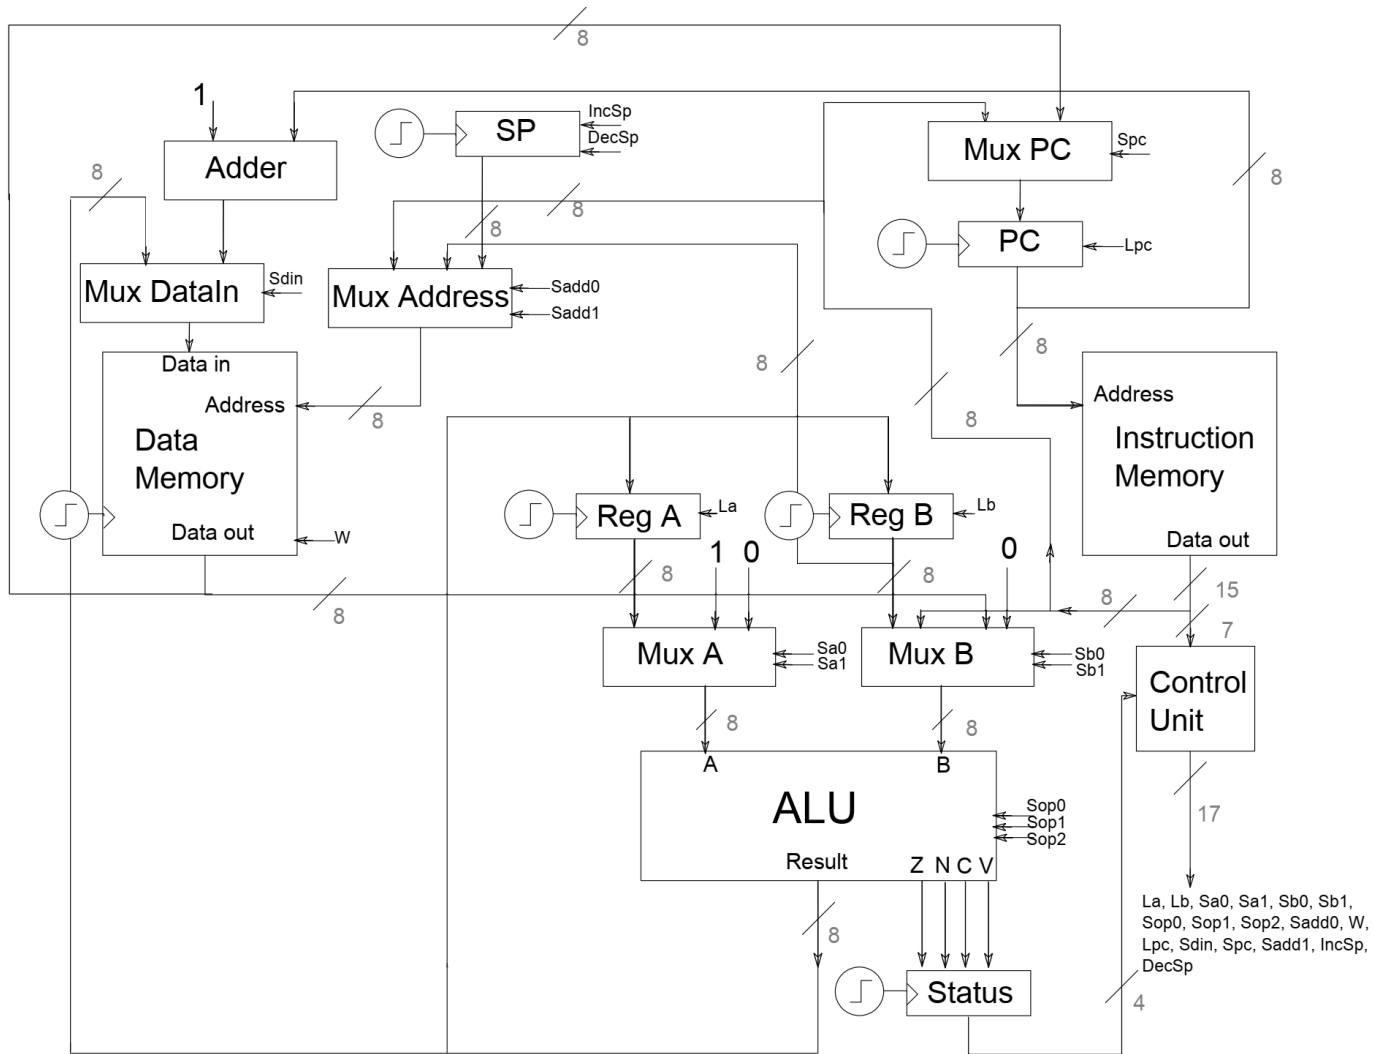 8
1
IncSp
SP
DecSp
Mux PC
Spc
Adder
8
8
8
8
PC
Lpc
Mux DataIn
Sdin
Mux Address
Sadd0
Sadd1
8
8
Data in
Address
8
Data
Memory
Data out
W
8
Address
Instruction
Memory
Data out
8
Reg A
La
Reg B
Lb
1 0
0
8
8
8
15
8
7
Mux A
Sa0
Sa1
Mux B
Sb0
Sb1
Control
Unit
8
8
A
B
ALU
Sop0
Sop1
Sop2
17
Result
Z N C V
8
La, Lb, Sa0, Sa1, Sb0, Sb1,
Sop0, Sop1, Sop2, Sadd0, W,
Lpc, Sdin, Spc, Sadd1, IncSp,
DecSp
Status
4